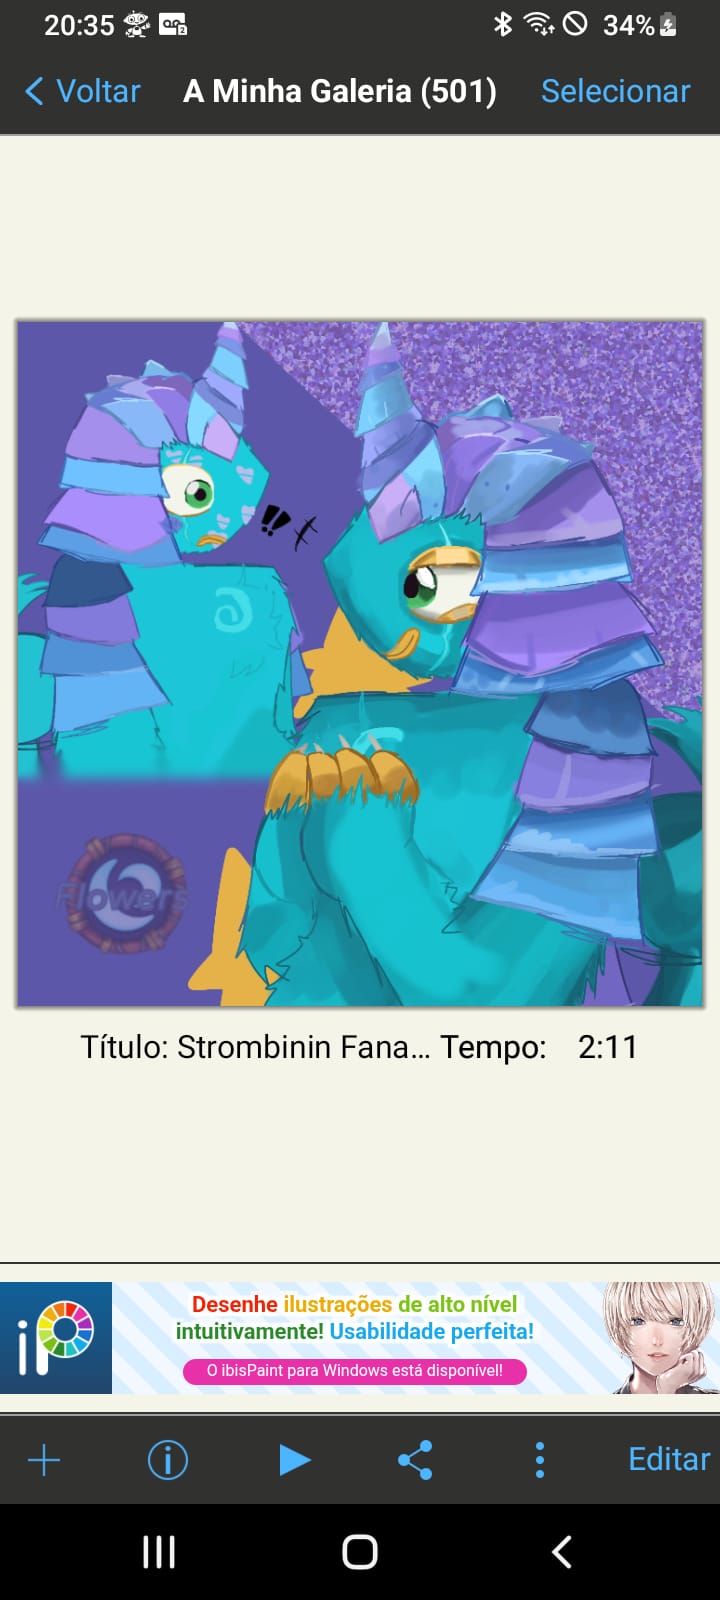 20:35
34%
Voltar
A Minha Galeria (501)
Selecionar
!!
Flowers
Título: Strombinin Fana... Tempo: 2:11
iP
Desenhe ilustrações de alto nível
intuitivamente! Usabilidade perfeita!
O ibisPaint para Windows está disponível!
Editar